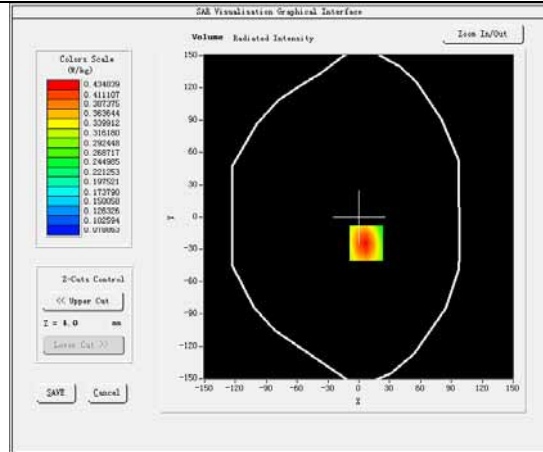 SAR Visualisation Graphical Interface
Volume Radiated Intensity
Zoom In/Out
Colors Scale
(W/kg)
0.434839
0.411107
0.387375
0.363644
0.339912
0.316180
0.292448
0.268717
0.244985
0.221253
0.197521
0.173790
0.150058
0.126326
0.102594
0.078863
Z-Cuts Control
<< Upper Cut
Z = 4.0 mm
Lower Cut >>
SAVE
Cancel
150
120
90
60
30
0
-30
-60
-90
-120
-150
Y
-150 -120 -90 -60 -30 0 30 60 90 120 150
X